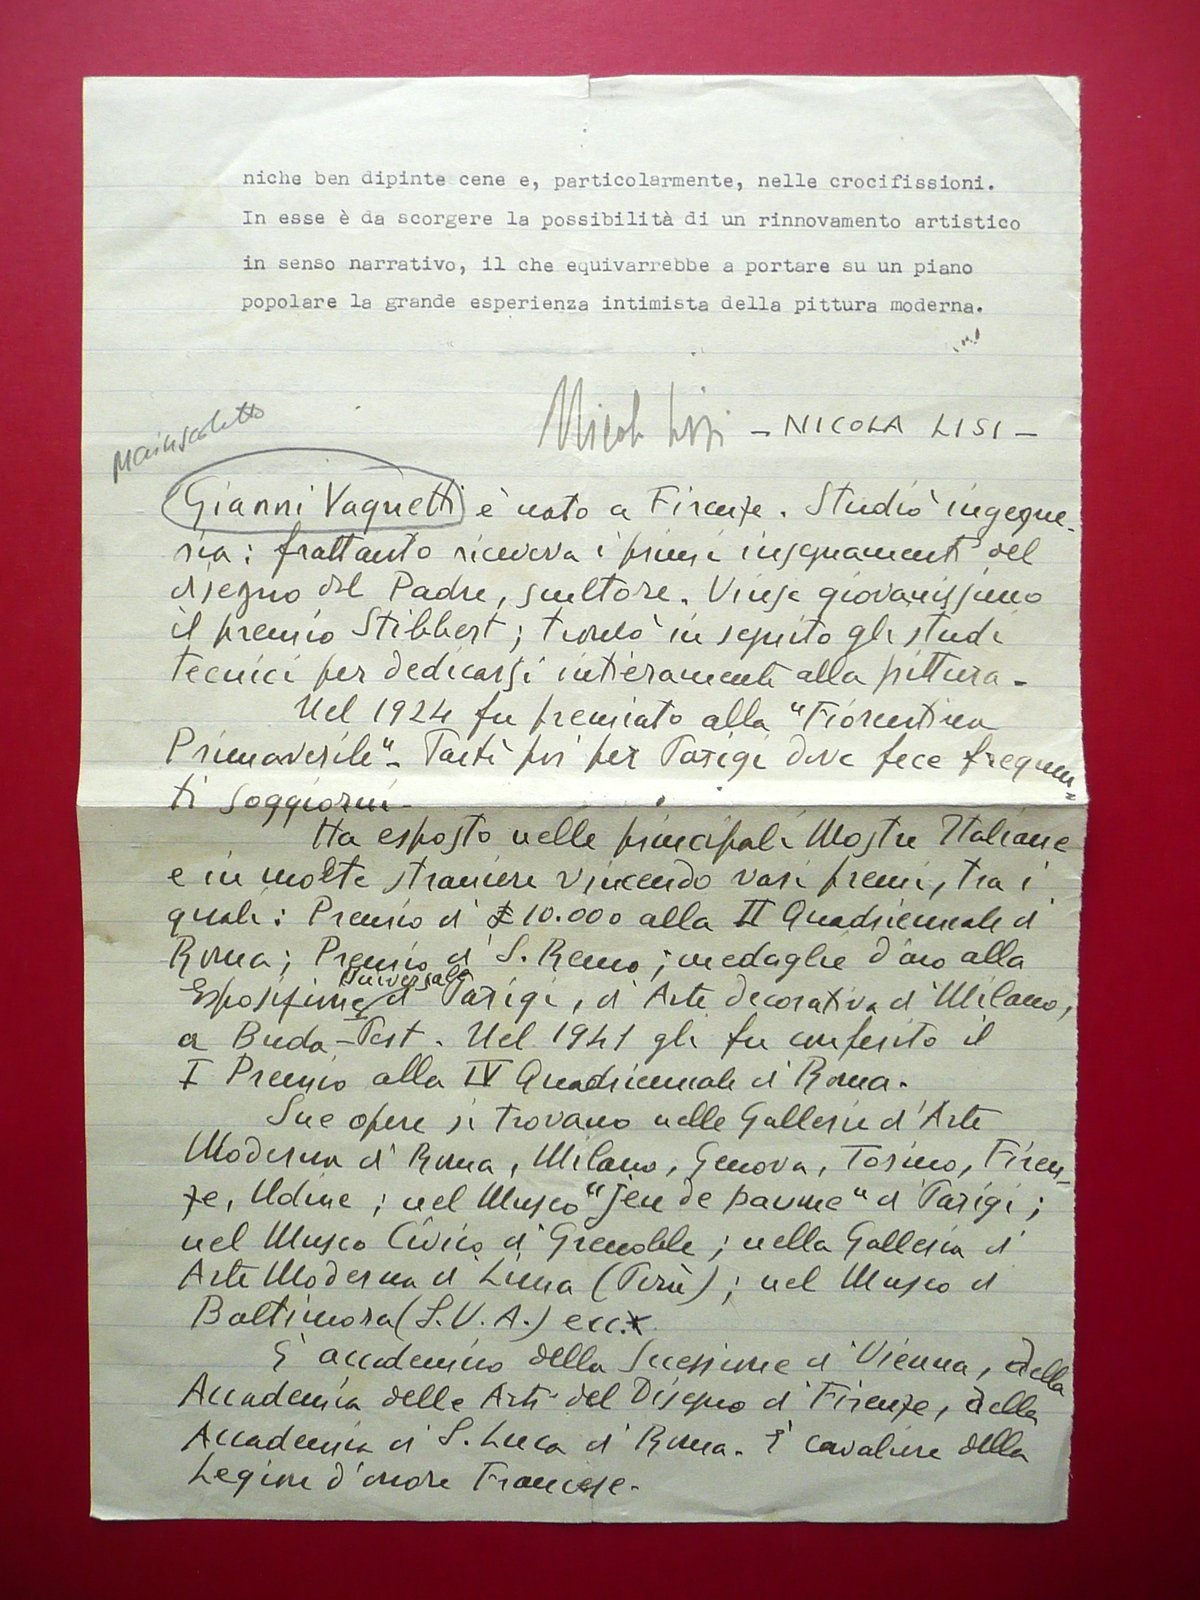 niche ben dipinte cene e, particolarmente, nelle crocifissioni.
In esse è da scorgere la possibilità di un rinnovamento artistico
in senso narrativo, il che equivarrebbe a portare su un piano
popolare la grande esperienza intimista della pittura moderna.
Nicola Lisi – NICOLA LISI –
Maiuscoletto
Gianni Vagnetti è nato a Firenze. Studiò ingegne-
ria: frattanto riceveva i primi insegnamenti del
disegno dal Padre, scultore. Vinse giovanissimo
il premio Stibbert; troncò in seguito gli studi
tecnici per dedicarsi intieramente alla pittura.
Nel 1924 fu premiato alla "Fiorentina
Primaverile". Partì poi per Parigi dove fece frequen=
ti soggiorni.
Ha esposto nelle principali Mostre Italiane
e in molte straniere vincendo vari premi, tra i
quali: Premio di £ 10.000 alla II Quadriennale di
Roma; Premio di S. Remo; medaglie d'oro alla
Universale
Esposizione di Parigi, di Arte decorativa di Milano,
a Buda-Pest. Nel 1941 gli fu conferito il
I Premio alla IV Quadriennale di Roma.
Sue opere si trovano nelle Gallerie d'Arte
Moderna di Roma, Milano, Genova, Torino, Firen-
ze, Udine; nel Museo "Jeu de paume" di Parigi;
nel Museo Civico di Grenoble; nella Galleria di
Arte Moderna di Lima (Perù); nel Museo di
Baltimora (S.U.A.) ecc.
È accademico della Secessione di Vienna, della
Accademia delle Arti del Disegno di Firenze, della
Accademia di S. Luca di Roma. È cavaliere della
Legion d'onore Francese.